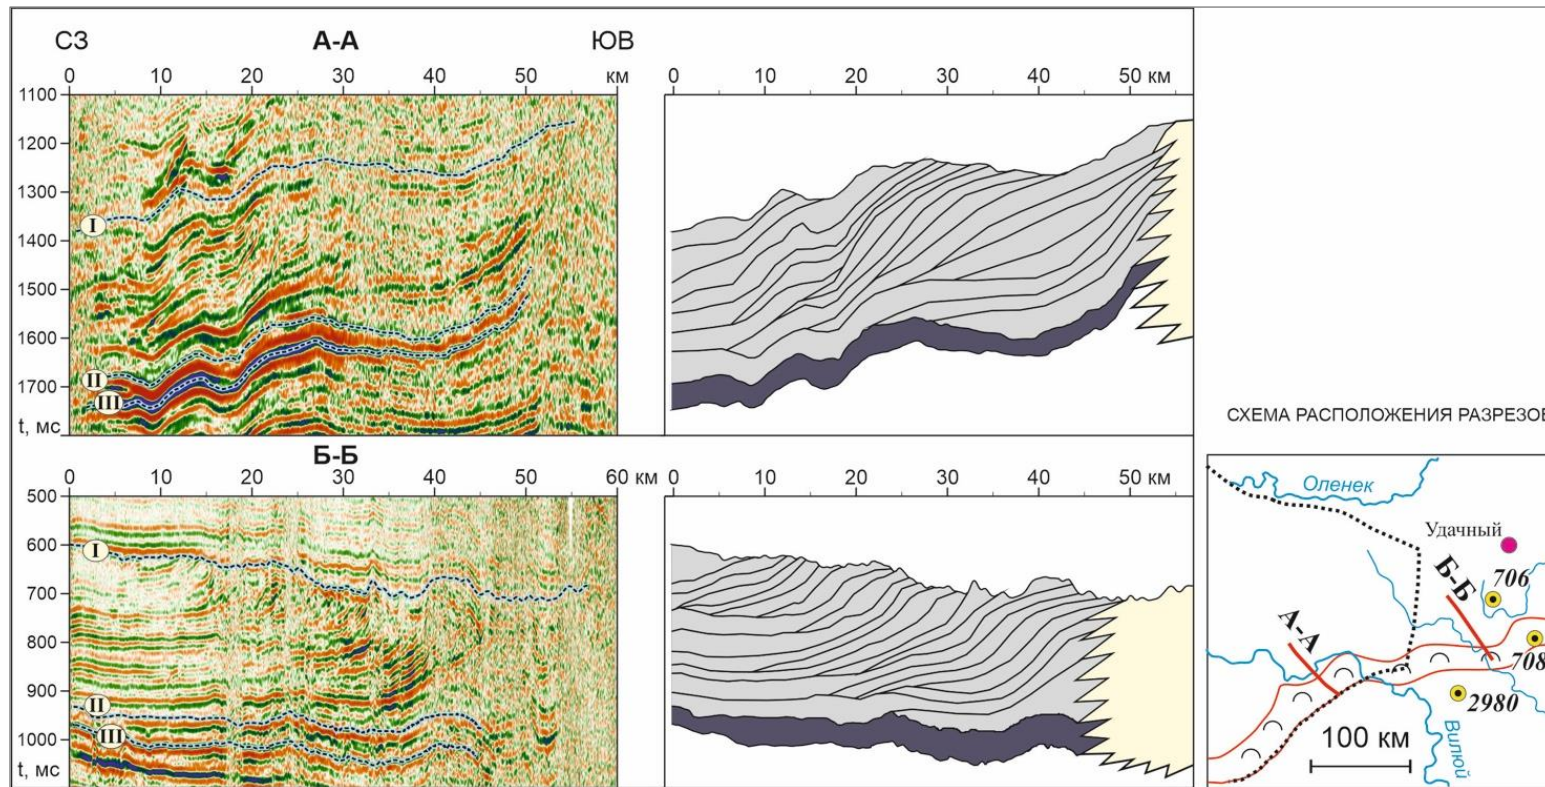 СЗ А-А ЮВ
0 10 20 30 40 50 км
0 10 20 30 40 50 км
1100
1200
1300
1400
1500
1600
1700
t, мс
I
II
III
Б-Б
0 10 20 30 40 50 60 км
0 10 20 30 40 50 км
500
600
700
800
900
1000
t, мс
I
II
III
СХЕМА РАСПОЛОЖЕНИЯ РАЗРЕЗОВ
Оленек
Удачный
Б-Б
706
А-А
708
2980
100 км
Вилюй